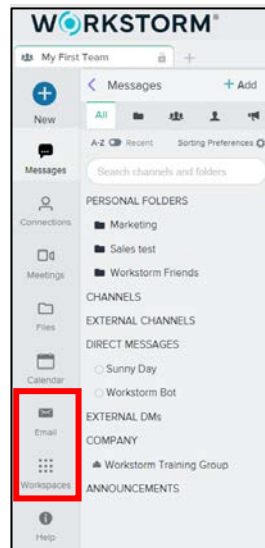 WORKSTORM®
My First Team
New
Messages
Connections
Meetings
Files
Calendar
Email
Workspaces
Help
Messages
+ Add
All
A-Z Recent Sorting Preferences
Search channels and folders
PERSONAL FOLDERS
Marketing
Sales test
Workstorm Friends
CHANNELS
EXTERNAL CHANNELS
DIRECT MESSAGES
Sunny Day
Workstorm Bot
EXTERNAL DMs
COMPANY
Workstorm Training Group
ANNOUNCEMENTS